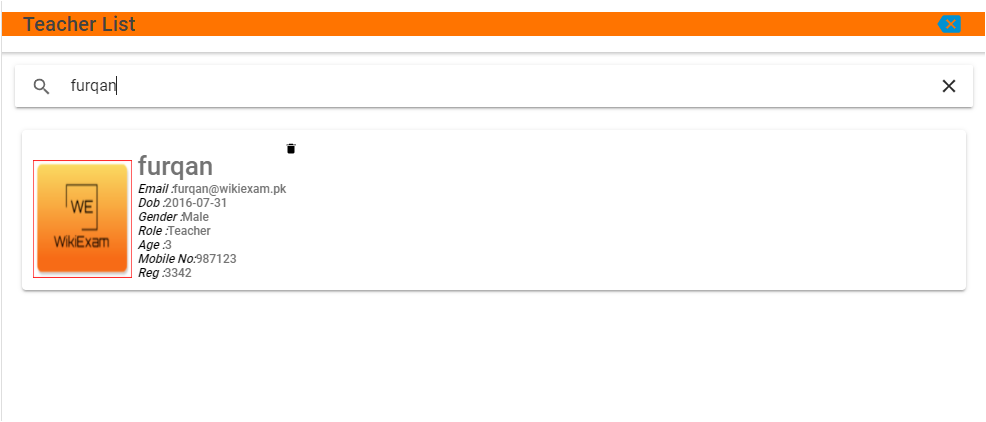 Teacher List
furqan
furqan
Email :furqan@wikiexam.pk
Dob :2016-07-31
Gender :Male
Role :Teacher
Age :3
Mobile No:987123
Reg :3342
WE
WikiExam